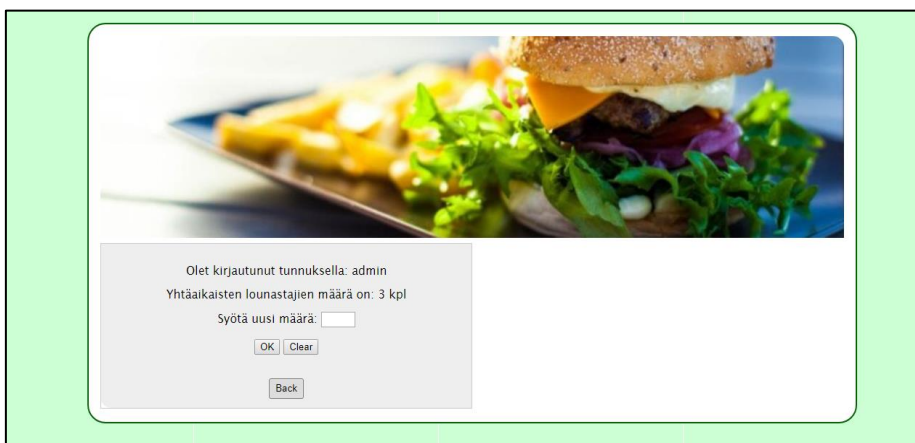 Olet kirjautunut tunnuksella: admin
Yhtäaikaisten lounastajien määrä on: 3 kpl
Syötä uusi määrä:
OK Clear
Back